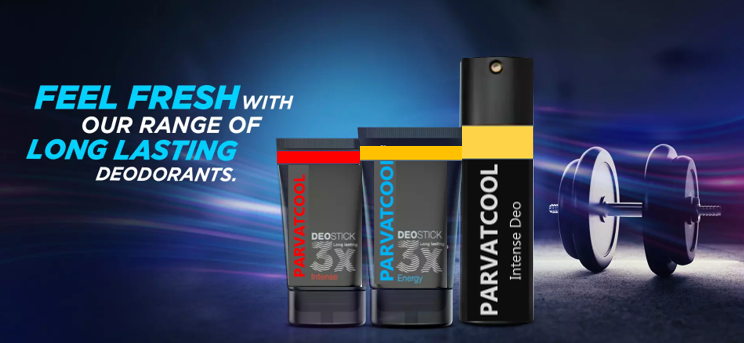 FEEL FRESH WITH
OUR RANGE OF
LONG LASTING
DEODORANTS.
PARVATCOOL
DEOSTICK
Long lasting
3X
Intense
PARVATCOOL
DEOSTICK
Long lasting
3X
Energy
PARVATCOOL
Intense Deo